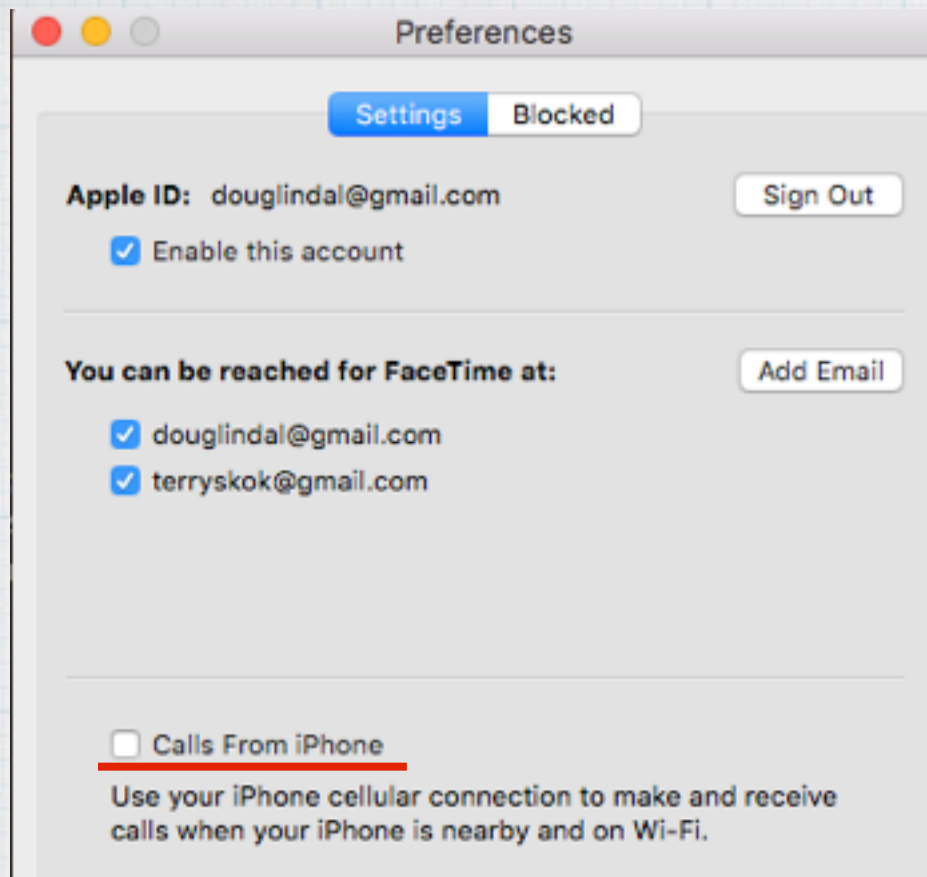 Preferences
Settings Blocked
Apple ID: douglindal@gmail.com Sign Out
Enable this account
You can be reached for FaceTime at: Add Email
douglindal@gmail.com
terryskok@gmail.com
Calls From iPhone
Use your iPhone cellular connection to make and receive
calls when your iPhone is nearby and on Wi-Fi.